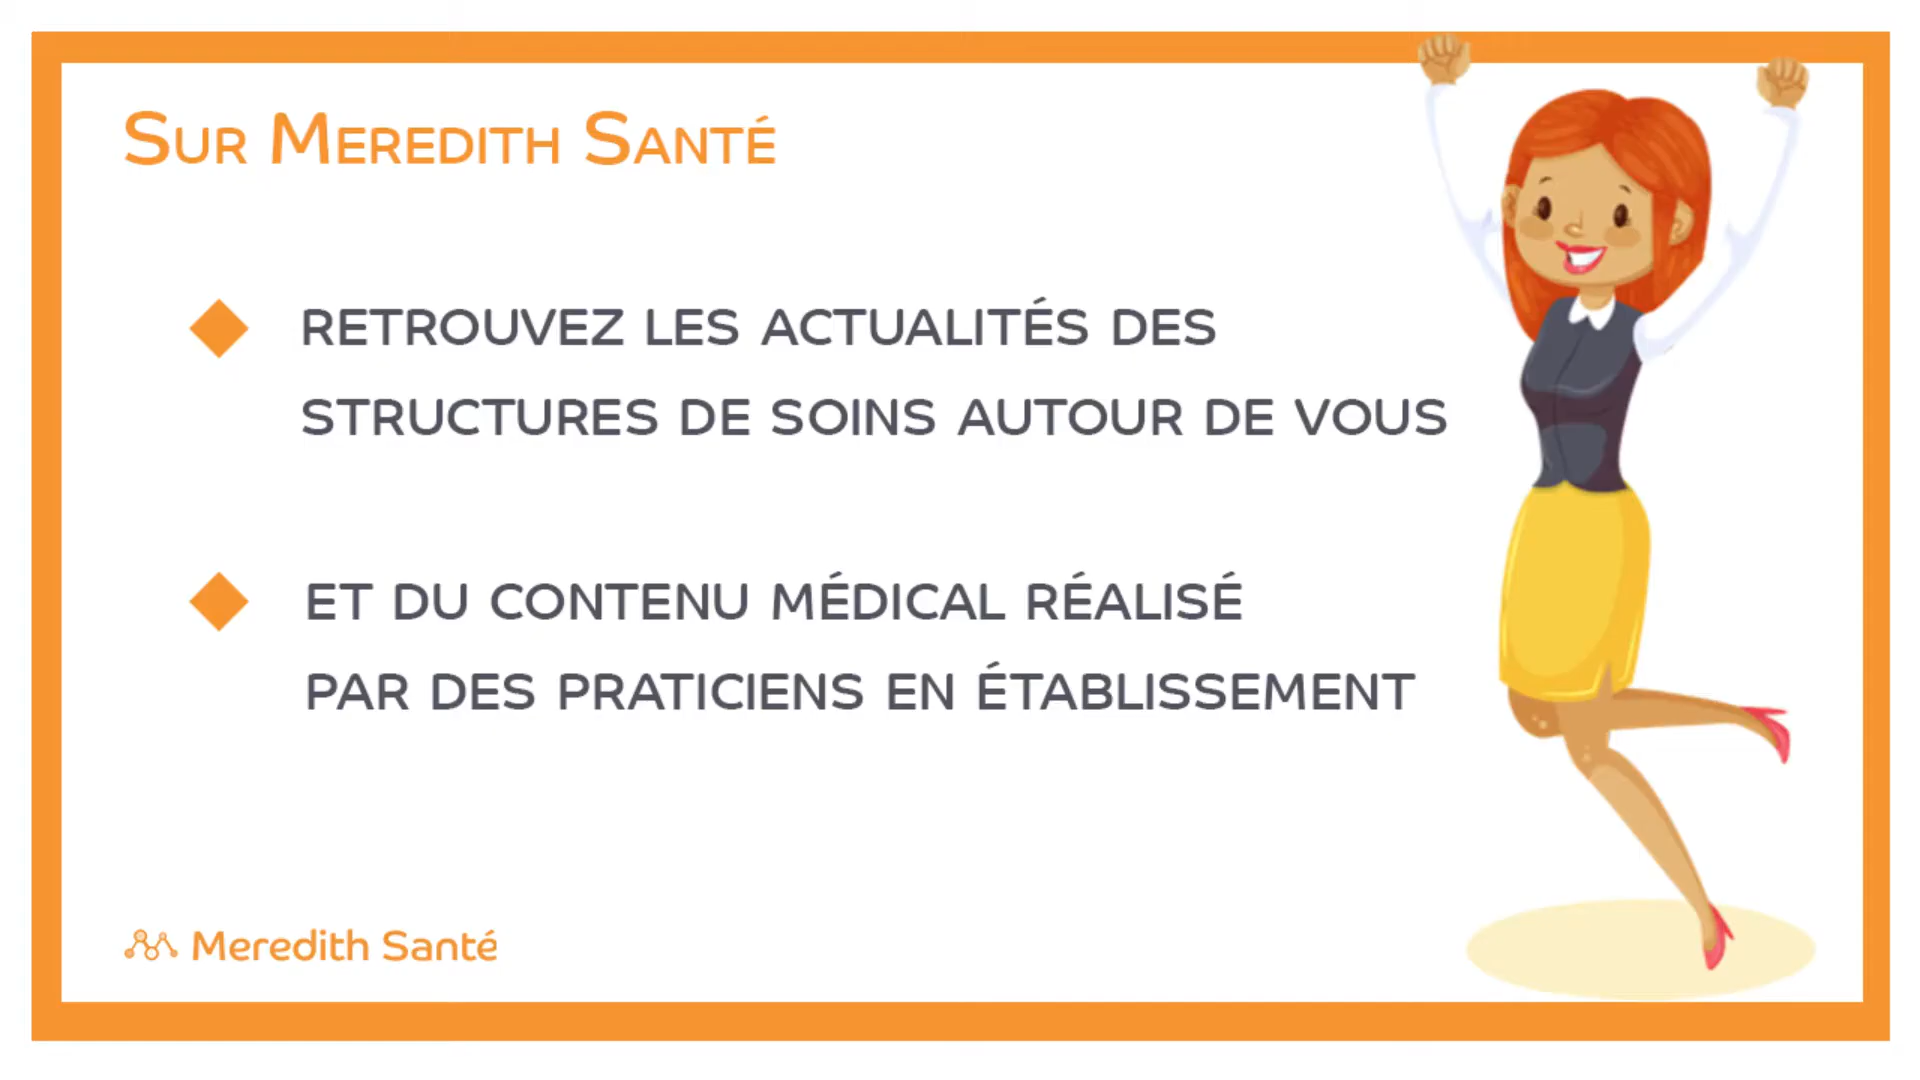 Sur Meredith Santé
RETROUVEZ LES ACTUALITÉS DES
STRUCTURES DE SOINS AUTOUR DE VOUS
ET DU CONTENU MÉDICAL RÉALISÉ
PAR DES PRATICIENS EN ÉTABLISSEMENT
Meredith Santé